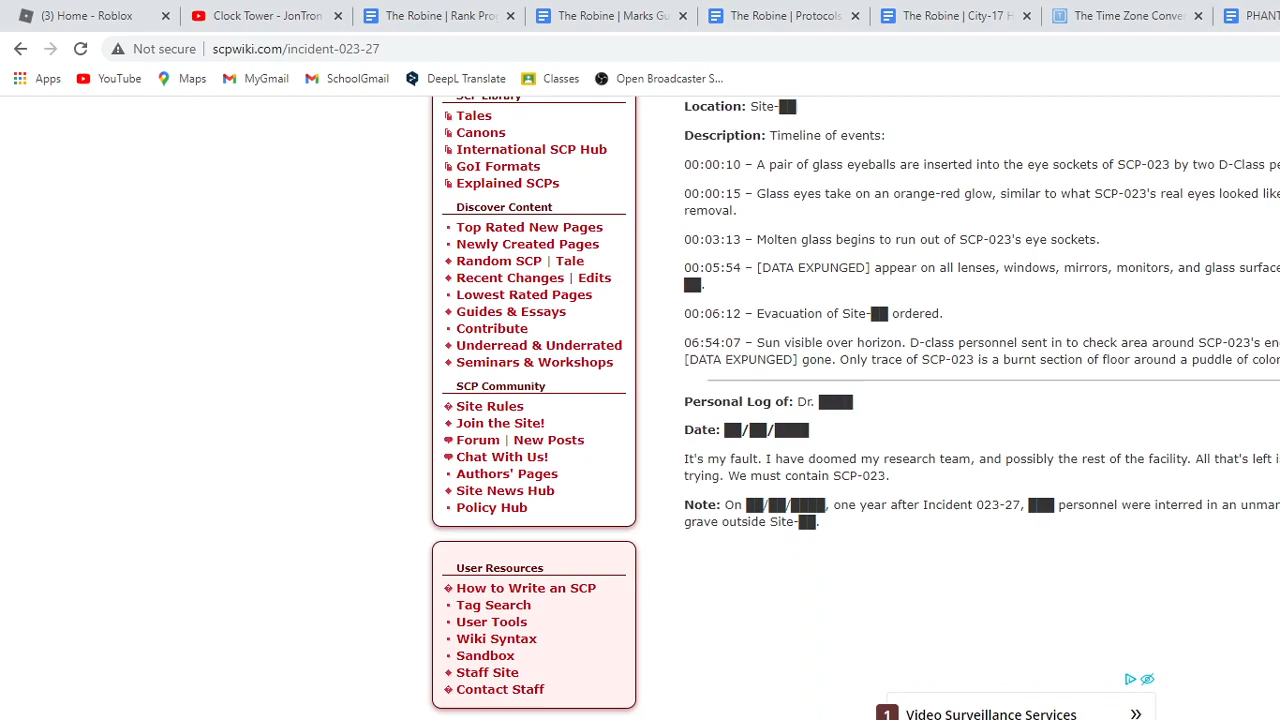 (3) Home - Roblox
Clock Tower - JonTron
The Robine | Rank Pro
The Robine | Marks Gu
The Robine | Protocols
The Robine | City-17 H
The Time Zone Conver
PHANT
Not secure | scpwiki.com/incident-023-27
Apps
YouTube
Maps
MyGmail
SchoolGmail
DeepL Translate
Classes
Open Broadcaster S...
SCP Library
Tales
Canons
International SCP Hub
GoI Formats
Explained SCPs
Discover Content
Top Rated New Pages
Newly Created Pages
Random SCP | Tale
Recent Changes | Edits
Lowest Rated Pages
Guides & Essays
Contribute
Underread & Underrated
Seminars & Workshops
SCP Community
Site Rules
Join the Site!
Forum | New Posts
Chat With Us!
Authors' Pages
Site News Hub
Policy Hub
User Resources
How to Write an SCP
Tag Search
User Tools
Wiki Syntax
Sandbox
Staff Site
Contact Staff
Location: Site-██
Description: Timeline of events:
00:00:10 – A pair of glass eyeballs are inserted into the eye sockets of SCP-023 by two D-Class pe
00:00:15 – Glass eyes take on an orange-red glow, similar to what SCP-023's real eyes looked like
removal.
00:03:13 – Molten glass begins to run out of SCP-023's eye sockets.
00:05:54 – [DATA EXPUNGED] appear on all lenses, windows, mirrors, monitors, and glass surface
██.
00:06:12 – Evacuation of Site-██ ordered.
06:54:07 – Sun visible over horizon. D-class personnel sent in to check area around SCP-023's en
[DATA EXPUNGED] gone. Only trace of SCP-023 is a burnt section of floor around a puddle of color
Personal Log of: Dr. ████
Date: ██/██/████
It's my fault. I have doomed my research team, and possibly the rest of the facility. All that's left is
trying. We must contain SCP-023.
Note: On ██/██/████, one year after Incident 023-27, ███ personnel were interred in an unmar
grave outside Site-██.
1 Video Surveillance Services »